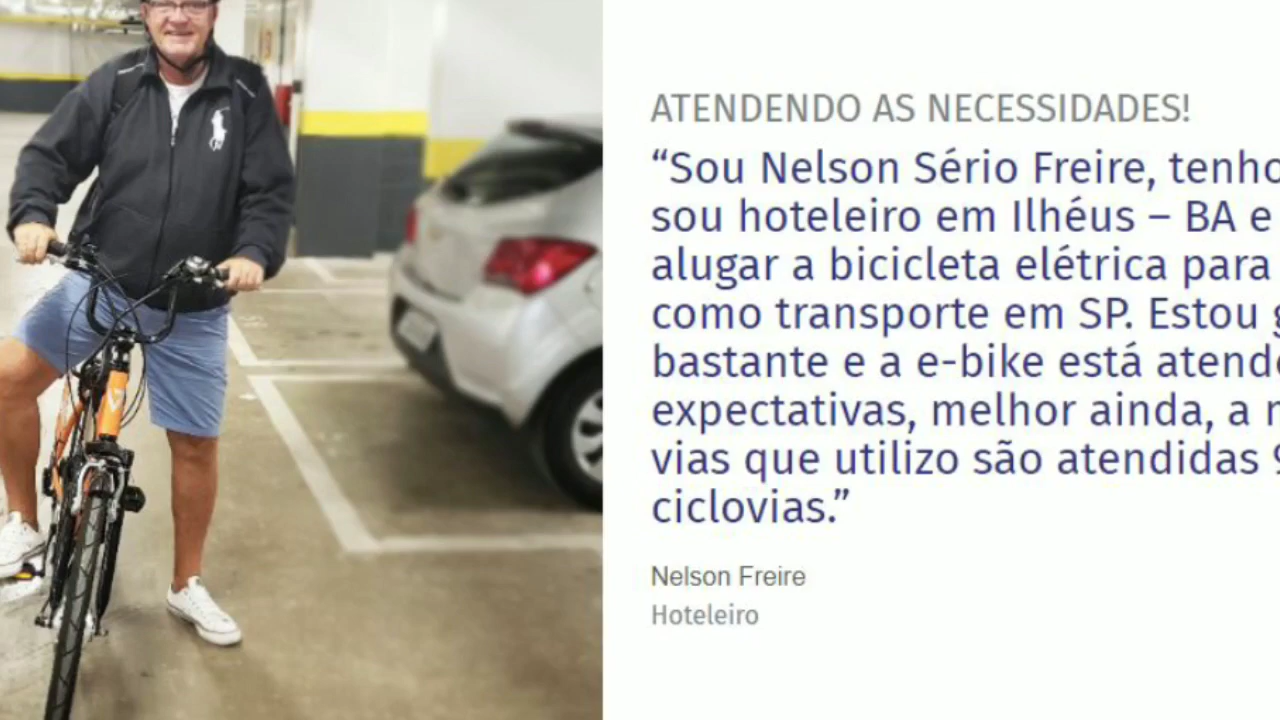 ATENDENDO AS NECESSIDADES!
“Sou Nelson Sério Freire, tenho
sou hoteleiro em Ilhéus – BA e
alugar a bicicleta elétrica para
como transporte em SP. Estou
bastante e a e-bike está
expectativas, melhor ainda, a
vias que utilizo são atendidas
ciclovias.”
Nelson Freire
Hoteleiro